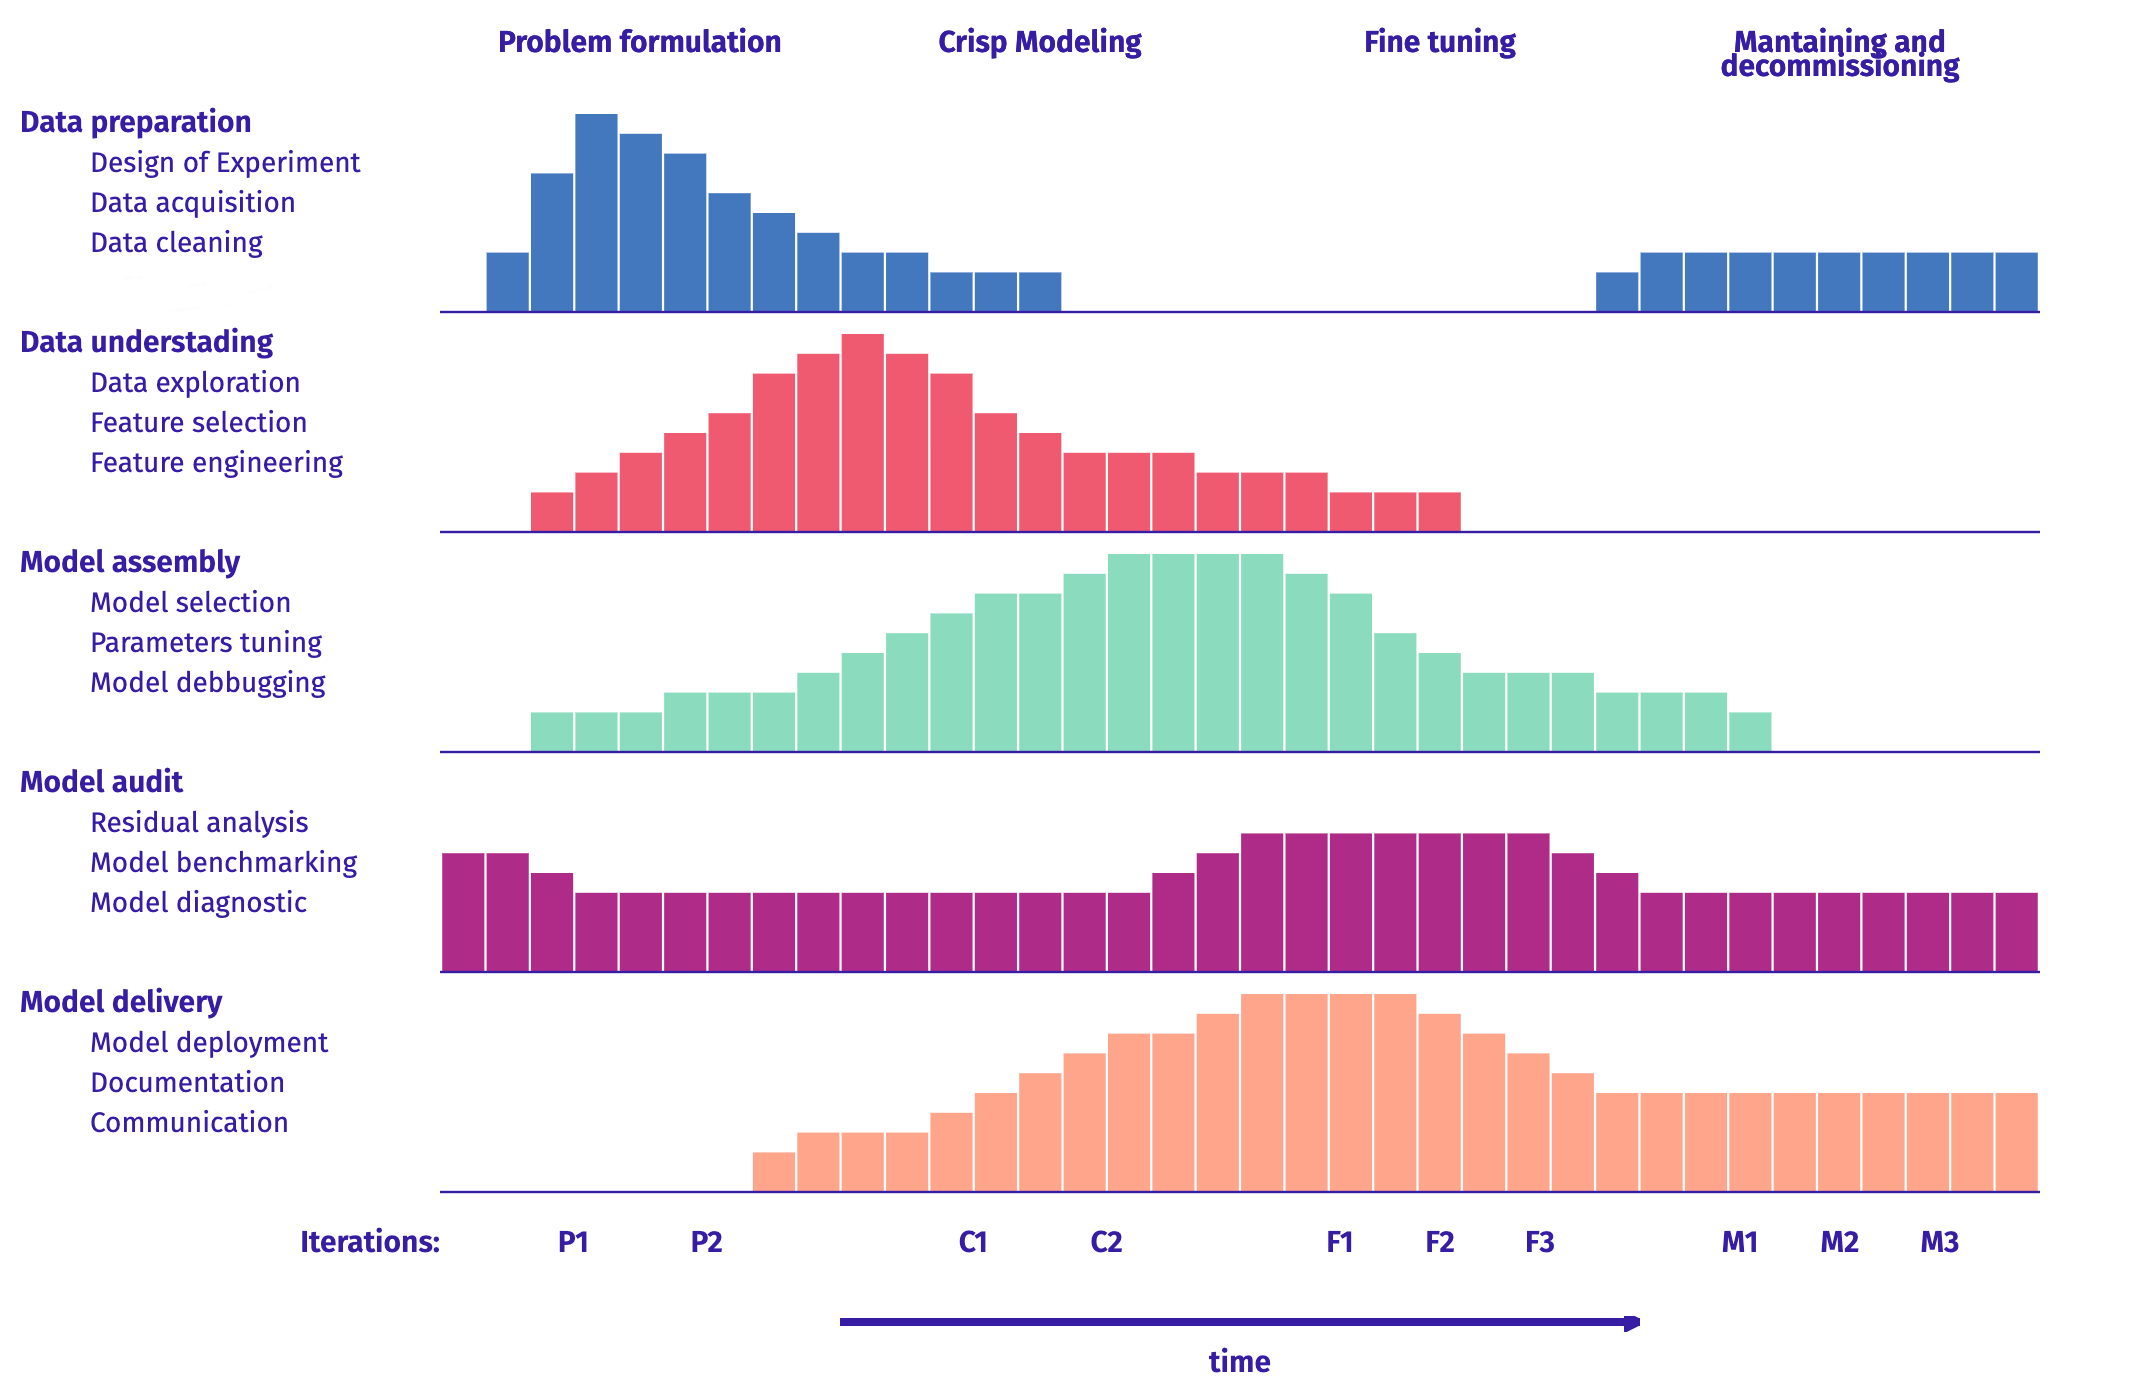 Problem formulation
Crisp Modeling
Fine tuning
Mantaining and
decommissioning
Data preparation
Design of Experiment
Data acquisition
Data cleaning
Data understading
Data exploration
Feature selection
Feature engineering
Model assembly
Model selection
Parameters tuning
Model debbugging
Model audit
Residual analysis
Model benchmarking
Model diagnostic
Model delivery
Model deployment
Documentation
Communication
Iterations: P1 P2 C1 C2 F1 F2 F3 M1 M2 M3
time